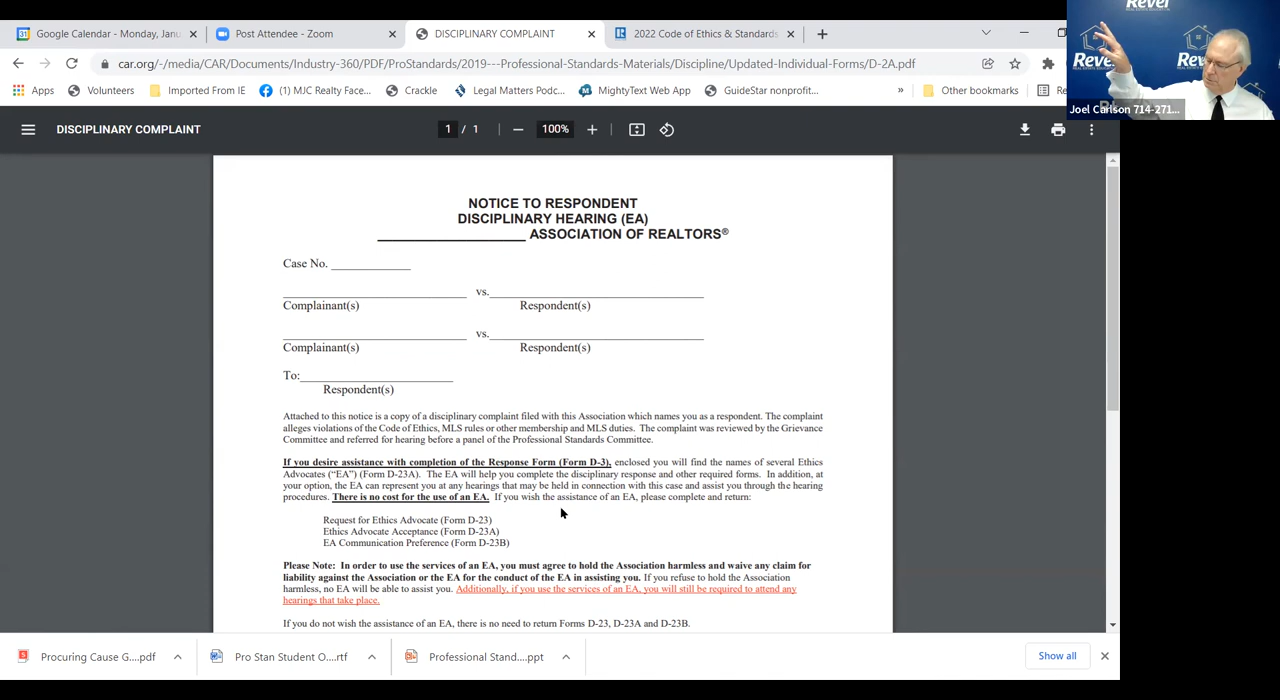 Google Calendar - Monday, Janu
Post Attendee - Zoom
DISCIPLINARY COMPLAINT
2022 Code of Ethics & Standards
car.org/-/media/CAR/Documents/Industry-360/PDF/ProStandards/2019---Professional-Standards-Materials/Discipline/Updated-Individual-Forms/D-2A.pdf
Apps
Volunteers
Imported From IE
(1) MJC Realty Face...
Crackle
Legal Matters Podc...
MightyText Web App
GuideStar nonprofit...
»
Other bookmarks
Revel
Revel
Joel Carlson 714-271...
DISCIPLINARY COMPLAINT
1 / 1
100%
NOTICE TO RESPONDENT
DISCIPLINARY HEARING (EA)
____________________ ASSOCIATION OF REALTORS®
Case No. _____________
______________________________ vs.___________________________________
Complainant(s) Respondent(s)
______________________________ vs.___________________________________
Complainant(s) Respondent(s)
To:_________________________
Respondent(s)
Attached to this notice is a copy of a disciplinary complaint filed with this Association which names you as a respondent. The complaint
alleges violations of the Code of Ethics, MLS rules or other membership and MLS duties. The complaint was reviewed by the Grievance
Committee and referred for hearing before a panel of the Professional Standards Committee.
If you desire assistance with completion of the Response Form (Form D-3), enclosed you will find the names of several Ethics
Advocates ("EA") (Form D-23A). The EA will help you complete the disciplinary response and other required forms. In addition, at
your option, the EA can represent you at any hearings that may be held in connection with this case and assist you through the hearing
procedures. There is no cost for the use of an EA. If you wish the assistance of an EA, please complete and return:
Request for Ethics Advocate (Form D-23)
Ethics Advocate Acceptance (Form D-23A)
EA Communication Preference (Form D-23B)
Please Note: In order to use the services of an EA, you must agree to hold the Association harmless and waive any claim for
liability against the Association or the EA for the conduct of the EA in assisting you. If you refuse to hold the Association
harmless, no EA will be able to assist you. Additionally, if you use the services of an EA, you will still be required to attend any
hearings that take place.
If you do not wish the assistance of an EA, there is no need to return Forms D-23, D-23A and D-23B.
Procuring Cause G....pdf
Pro Stan Student O....rtf
Professional Stand....ppt
Show all